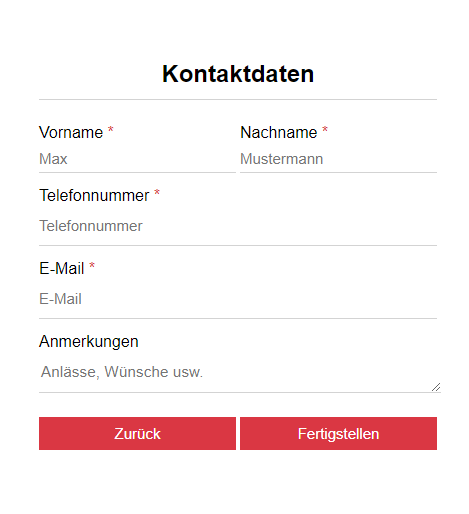 Kontaktdaten
Vorname * Nachname *
Max Mustermann
Telefonnummer *
Telefonnummer
E-Mail *
E-Mail
Anmerkungen
Anlässe, Wünsche usw.
Zurück Fertigstellen